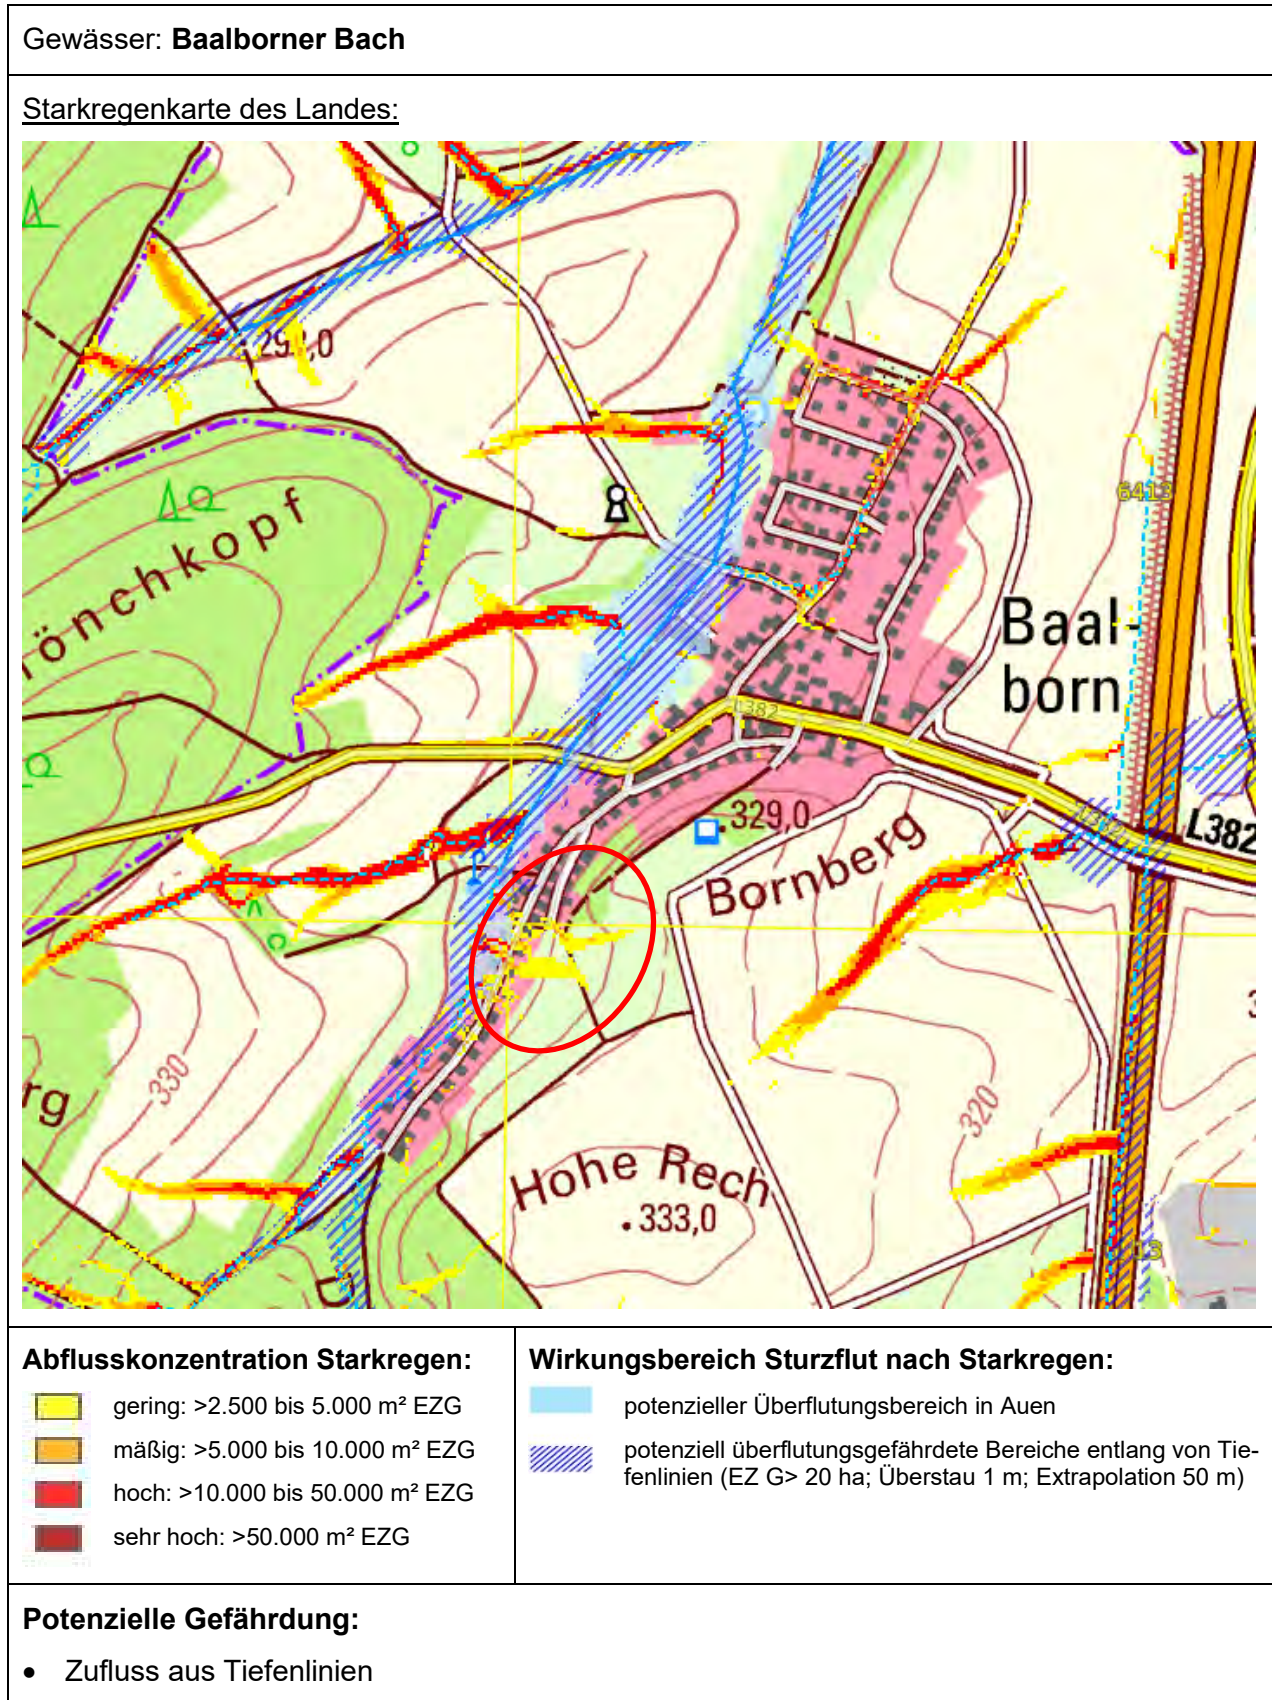 Gewässer: Baalborner Bach
Starkregenkarte des Landes:
6413
Baal-
born
L382
329,0
L382
Bornberg
330
rg
320
Hohe Rech
333,0
Abflusskonzentration Starkregen:
gering: >2.500 bis 5.000 m² EZG
mäßig: >5.000 bis 10.000 m² EZG
hoch: >10.000 bis 50.000 m² EZG
sehr hoch: >50.000 m² EZG
Wirkungsbereich Sturzflut nach Starkregen:
potenzieller Überflutungsbereich in Auen
potenziell überflutungsgefährdete Bereiche entlang von Tie-
fenlinien (EZ G> 20 ha; Überstau 1 m; Extrapolation 50 m)
Potenzielle Gefährdung:
• Zufluss aus Tiefenlinien